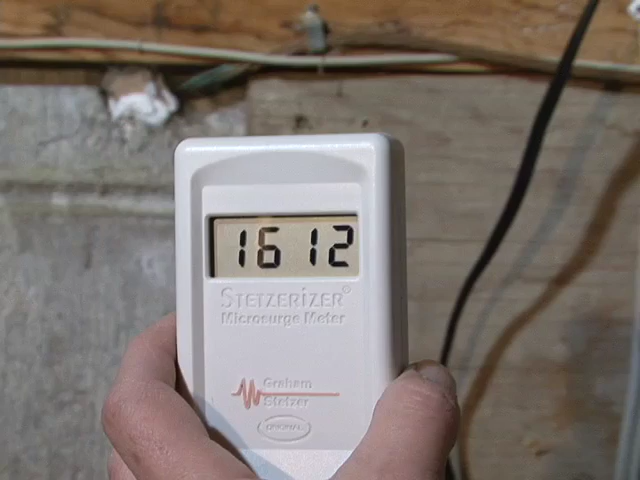 1612
STETZERIZER®
Microsurge Meter
Graham
Stetzer
ORIGINAL